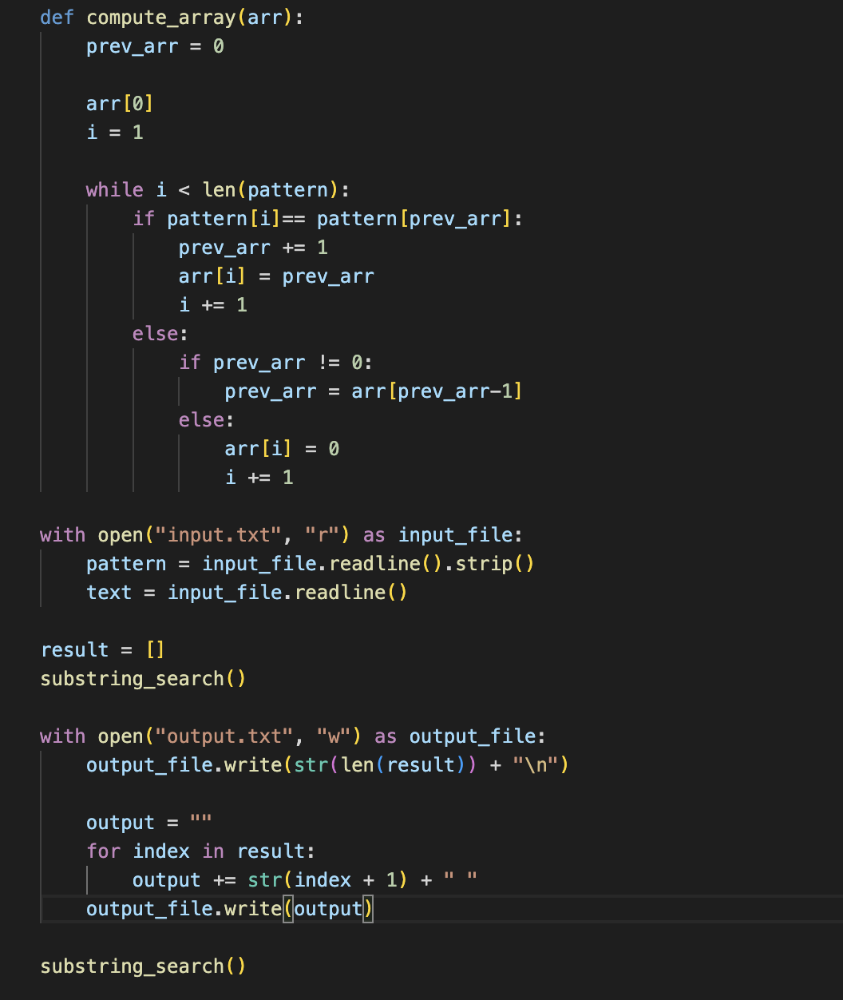 def compute_array(arr):
    prev_arr = 0

    arr[0]
    i = 1

    while i < len(pattern):
        if pattern[i]== pattern[prev_arr]:
            prev_arr += 1
            arr[i] = prev_arr
            i += 1
        else:
            if prev_arr != 0:
                prev_arr = arr[prev_arr-1]
            else:
                arr[i] = 0
                i += 1

with open("input.txt", "r") as input_file:
    pattern = input_file.readline().strip()
    text = input_file.readline()

result = []
substring_search()

with open("output.txt", "w") as output_file:
    output_file.write(str(len(result)) + "\n")

    output = ""
    for index in result:
        output += str(index + 1) + " "
    output_file.write(output)

substring_search()